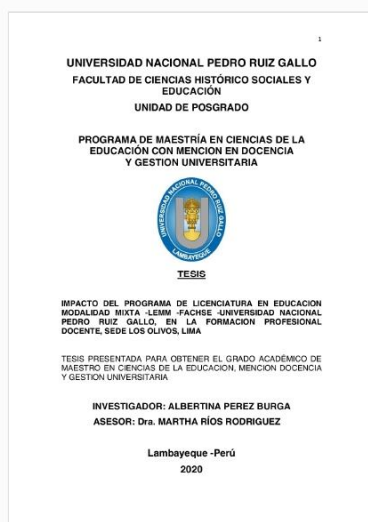 1
UNIVERSIDAD NACIONAL PEDRO RUIZ GALLO
FACULTAD DE CIENCIAS HISTÓRICO SOCIALES Y
EDUCACIÓN
UNIDAD DE POSGRADO
PROGRAMA DE MAESTRÍA EN CIENCIAS DE LA
EDUCACIÓN CON MENCION EN DOCENCIA
Y GESTION UNIVERSITARIA
UNIVERSIDAD NACIONAL PEDRO RUIZ GALLO
LAMBAYEQUE
TESIS
IMPACTO DEL PROGRAMA DE LICENCIATURA EN EDUCACION
MODALIDAD MIXTA -LEMM -FACHSE -UNIVERSIDAD NACIONAL
PEDRO RUIZ GALLO, EN LA FORMACION PROFESIONAL
DOCENTE, SEDE LOS OLIVOS, LIMA
TESIS PRESENTADA PARA OBTENER EL GRADO ACADÉMICO DE
MAESTRO EN CIENCIAS DE LA EDUCACION, MENCION DOCENCIA
Y GESTION UNIVERSITARIA
INVESTIGADOR: ALBERTINA PEREZ BURGA
ASESOR: Dra. MARTHA RÍOS RODRIGUEZ
Lambayeque -Perú
2020